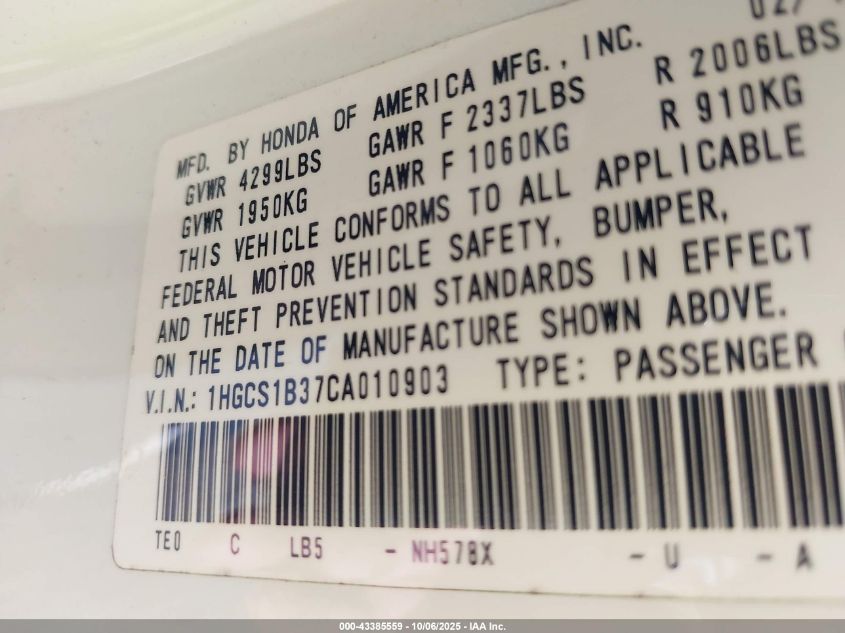 02/
MFD. BY HONDA OF AMERICA MFG., INC.
GVWR 4299LBS GAWR F 2337LBS R 2006LBS
GVWR 1950KG GAWR F 1060KG R 910KG
THIS VEHICLE CONFORMS TO ALL APPLICABLE
FEDERAL MOTOR VEHICLE SAFETY, BUMPER,
AND THEFT PREVENTION STANDARDS IN EFFECT
ON THE DATE OF MANUFACTURE SHOWN ABOVE.
V.I.N.: 1HGCS1B37CA010903 TYPE: PASSENGER
TE0 C LB5 - NH578X - U - A
000-43385559 - 10/06/2025 - IAA Inc.